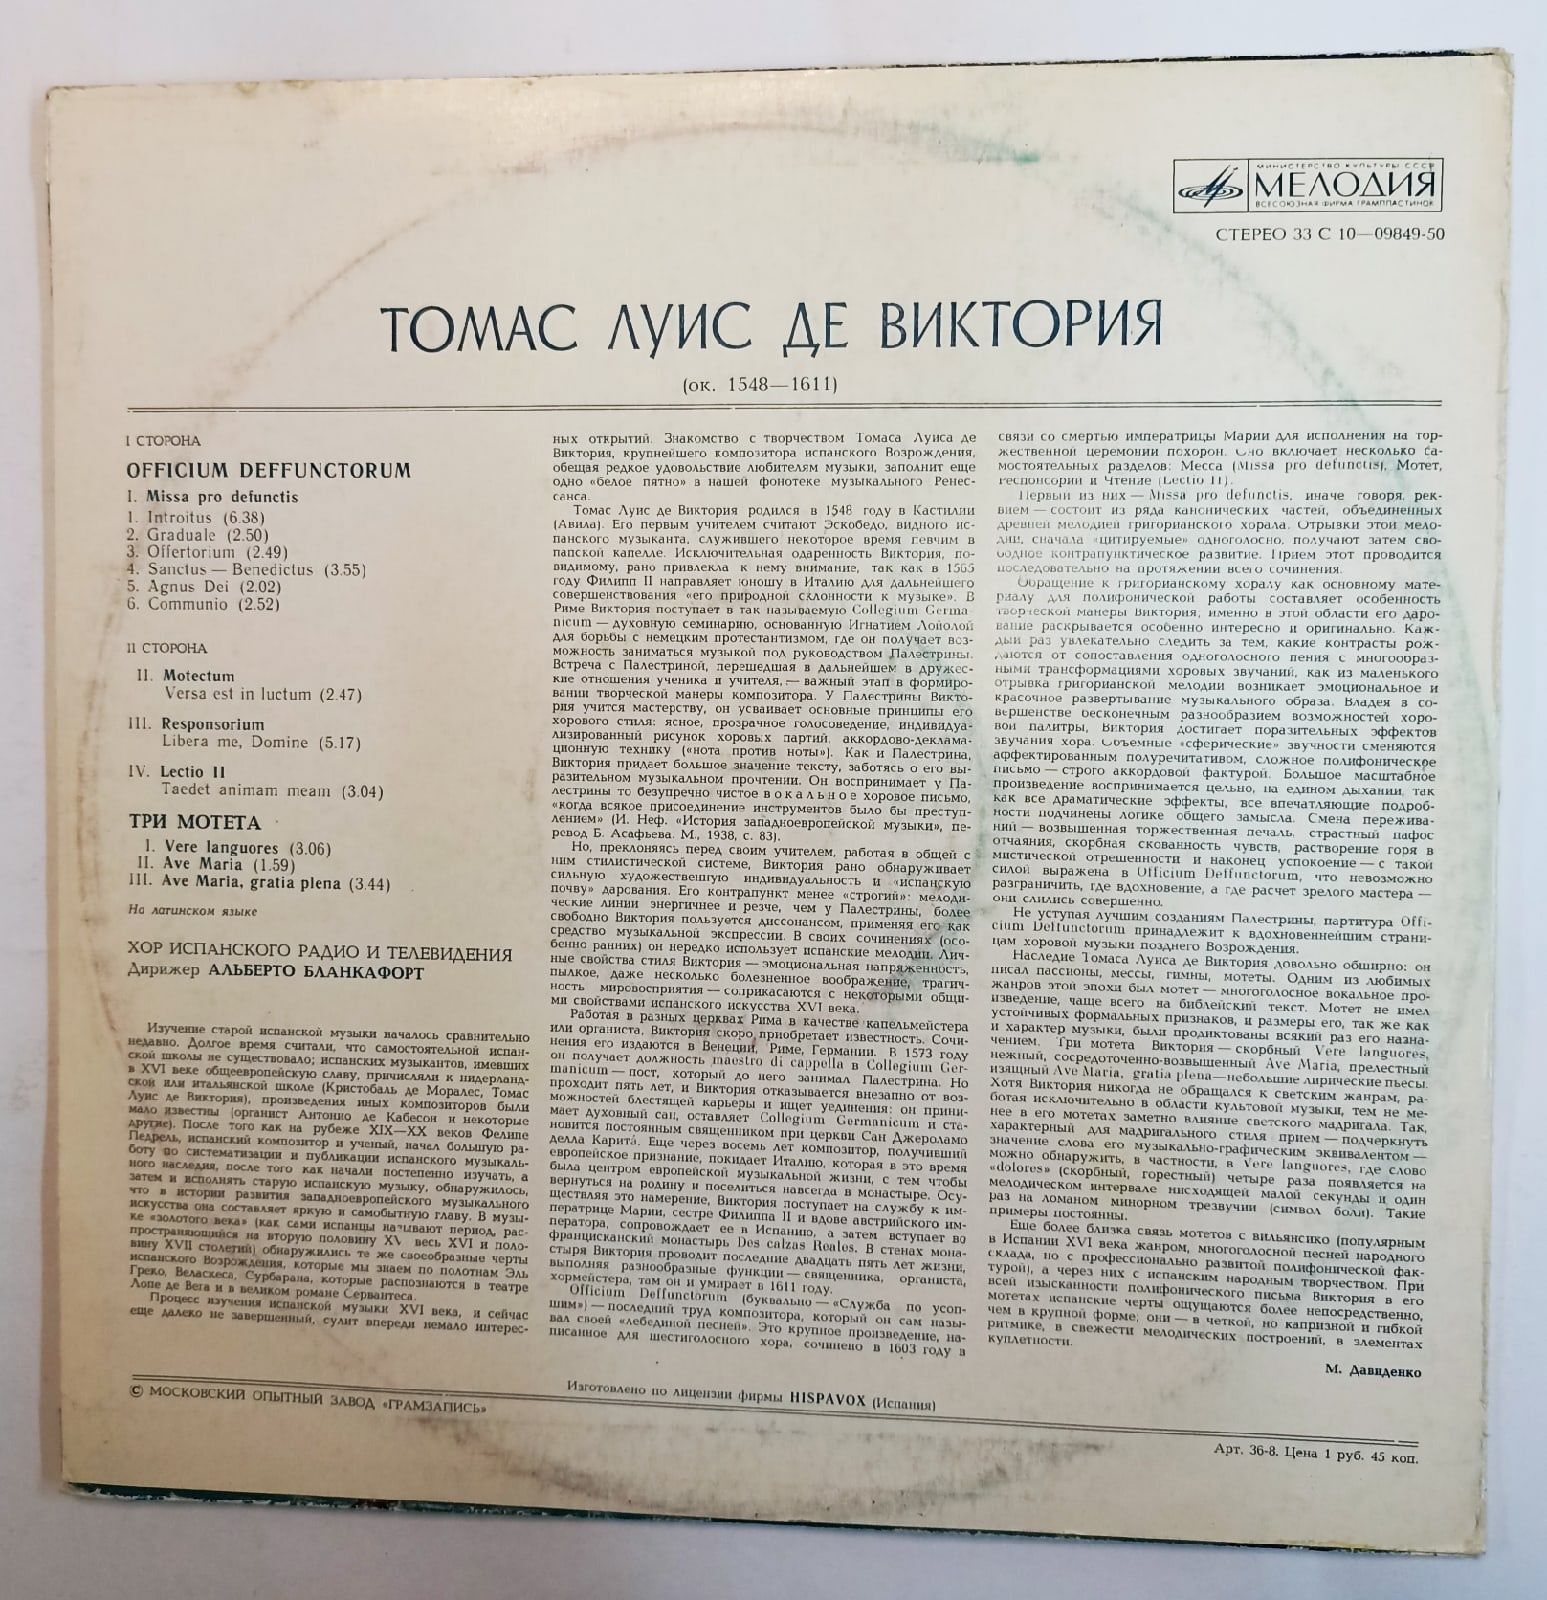 МИНИСТЕРСТВО КУЛЬТУРЫ СССР
МЕЛОДИЯ
ВСЕСОЮЗНАЯ ФИРМА ГРАМПЛАСТИНОК
СТЕРЕО 33 С 10—09849-50
ТОМАС ЛУИС ДЕ ВИКТОРИЯ
(ок. 1548—1611)
I СТОРОНА
OFFICIUM DEFFUNCTORUM
I. Missa pro defunctis
1. Introitus (6.38)
2. Graduale (2.50)
3. Offertorium (2.49)
4. Sanctus — Benedictus (3.55)
5. Agnus Dei (2.02)
6. Communio (2.52)
II СТОРОНА
II. Motectum
Versa est in luctum (2.47)
III. Responsorium
Libera me, Domine (5.17)
IV. Lectio II
Taedet animam meam (3.04)
ТРИ МОТЕТА
I. Vere languores (3.06)
II. Ave Maria (1.59)
III. Ave Maria, gratia plena (3.44)
На латинском языке
ХОР ИСПАНСКОГО РАДИО И ТЕЛЕВИДЕНИЯ
Дирижер АЛЬБЕРТО БЛАНКАФОРТ
Изучение старой испанской музыки началось сравнительно
недавно. Долгое время считали, что самостоятельной испан-
ской школы не существовало; испанских музыкантов, имевших
в XVI веке общеевропейскую славу, причисляли к нидерланд-
ской или итальянской школе (Кристобаль де Моралес, Томас
Луис де Виктория), произведения иных композиторов были
мало известны (органист Антонио де Кабесон и некоторые
другие). После того как на рубеже XIX—XX веков Фелипе
Педрель, испанский композитор и ученый, начал большую ра-
боту по систематизации и публикации испанского музыкаль-
ного наследия, после того как начали постепенно изучать, а
затем и исполнять старую испанскую музыку, обнаружилось,
что в истории развития западноевропейского музыкального
искусства она составляет яркую и самобытную главу. В музы-
ке «золотого века» (как сами испанцы называют период, рас-
пространяющийся на вторую половину XV весь XVI и поло-
вину XVII столетий) обнаружились те же своеобразные черты
испанского Возрождения, которые мы знаем по полотнам Эль
Греко, Веласкеса, Сурбарана, которые распознаются в театре
Лопе де Вега и в великом романе Сервантеса.
Процесс изучения испанской музыки XVI века, и сейчас
еще далеко не завершенный, сулит впереди немало интерес-
ных открытий. Знакомство с творчеством Томаса Луиса де
Виктория, крупнейшего композитора испанского Возрождения,
обещая редкое удовольствие любителям музыки, заполнит еще
одно «белое пятно» в нашей фонотеке музыкального Ренес-
санса.
Томас Луис де Виктория родился в 1548 году в Кастилии
(Авила). Его первым учителем считают Эскобедо, видного ис-
панского музыканта, служившего некоторое время певчим в
папской капелле. Исключительная одаренность Виктория, по-
видимому, рано привлекла к нему внимание, так как в 1565
году Филипп II направляет юношу в Италию для дальнейшего
совершенствования «его природной склонности к музыке». В
Риме Виктория поступает в так называемую Collegium Germa-
nicum — духовную семинарию, основанную Игнатием Лойолой
для борьбы с немецким протестантизмом, где он получает воз-
можность заниматься музыкой под руководством Палестрины.
Встреча с Палестриной, перешедшая в дальнейшем в дружес-
кие отношения ученика и учителя, — важный этап в формиро-
вании творческой манеры композитора. У Палестрины Викто-
рия учится мастерству, он усваивает основные принципы его
хорового стиля: ясное, прозрачное голосоведение, индивиду-
ализированный рисунок хоровых партий, аккордово-деклама-
ционную технику («нота против ноты»). Как и Палестрина,
Виктория придает большое значение тексту, заботясь о его вы-
разительном музыкальном прочтении. Он воспринимает у Па-
лестрины то безупречно чистое вокальное хоровое письмо,
«когда всякое присоединение инструментов было бы преступ-
лением» (И. Неф. «История западноевропейской музыки», пе-
ревод Б. Асафьева. М., 1938, с. 83).
Но, преклоняясь перед своим учителем, работая в общей с
ним стилистической системе, Виктория рано обнаруживает
сильную художественную индивидуальность и «испанскую
почву» дарования. Его контрапункт менее «строгий»: мелоди-
ческие линии энергичнее и резче, чем у Палестрины, более
свободно Виктория пользуется диссонансом, применяя его как
средство музыкальной экспрессии. В своих сочинениях (осо-
бенно ранних) он нередко использует испанские мелодии. Лич-
ные свойства стиля Виктория — эмоциональная напряженность,
пылкое, даже несколько болезненное воображение, трагич-
ность мировосприятия — соприкасаются с некоторыми общи-
ми свойствами испанского искусства XVI века.
Работая в разных церквах Рима в качестве капельмейстера
или органиста, Виктория скоро приобретает известность. Сочи-
нения его издаются в Венеции, Риме, Германии. В 1573 году
он получает должность maestro di cappella в Collegium Ger-
manicum — пост, который до него занимал Палестрина. Но
проходит пять лет, и Виктория отказывается внезапно от воз-
можностей блестящей карьеры и ищет уединения: он прини-
мает духовный сан, оставляет Collegium Germanicum и ста-
новится постоянным священником при церкви Сан Джероламо
делла Карита. Еще через восемь лет композитор, получивший
европейское признание, покидает Италию, которая в это время
была центром европейской музыкальной жизни, с тем чтобы
вернуться на родину и поселиться навсегда в монастыре. Осу-
ществляя это намерение, Виктория поступает на службу к им-
ператрице Марии, сестре Филиппа II и вдове австрийского им-
ператора, сопровождает ее в Испанию, а затем вступает во
францисканский монастырь Des calzas Reales. В стенах мона-
стыря Виктория проводит последние двадцать пять лет жизни,
выполняя разнообразные функции — священника, органиста,
хормейстера, там он и умирает в 1611 году.
Officium Deffunctorum (буквально — «Служба по усоп-
шим») — последний труд композитора, который он сам назы-
вал своей «лебединой песней». Это крупное произведение, на-
писанное для шестиголосного хора, сочинено в 1603 году в
связи со смертью императрицы Марии для исполнения на тор-
жественной церемонии похорон. Оно включает несколько са-
мостоятельных разделов: Месса (Missa pro defunctis), Мотет,
Респонсорий и Чтение (Lectio II).
Первый из них — Missa pro defunctis, иначе говоря, рек-
вием — состоит из ряда канонических частей, объединенных
древней мелодией григорианского хорала. Отрывки этой мело-
дии, сначала «цитируемые» одноголосно, получают затем сво-
бодное контрапунктическое развитие. Прием этот проводится
последовательно на протяжении всего сочинения.
Обращение к григорианскому хоралу как основному мате-
риалу для полифонической работы составляет особенность
творческой манеры Виктория, именно в этой области его даро-
вание раскрывается особенно интересно и оригинально. Каж-
дый раз увлекательно следить за тем, какие контрасты рож-
даются от сопоставления одноголосного пения с многообраз-
ными трансформациями хоровых звучаний, как из маленького
отрывка григорианской мелодии возникает эмоциональное и
красочное развертывание музыкального образа. Владея в со-
вершенстве бесконечным разнообразием возможностей хоро-
вой палитры, Виктория достигает поразительных эффектов
звучания хора. Объемные «сферические» звучности сменяются
аффектированным полуречитативом, сложное полифоническое
письмо — строго аккордовой фактурой. Большое масштабное
произведение воспринимается цельно, на едином дыхании, так
как все драматические эффекты, все впечатляющие подроб-
ности подчинены логике общего замысла. Смена пережива-
ний — возвышенная торжественная печаль, страстный пафос
отчаяния, скорбная скованность чувств, растворение горя в
мистической отрешенности и наконец успокоение — с такой
силой выражена в Officium Deffunctorum, что невозможно
разграничить, где вдохновение, а где расчет зрелого мастера —
они слились совершенно.
Не уступая лучшим созданиям Палестрины, партитура Offi-
cium Deffunctorum принадлежит к вдохновеннейшим страни-
цам хоровой музыки позднего Возрождения.
Наследие Томаса Луиса де Виктория довольно обширно: он
писал пассионы, мессы, гимны, мотеты. Одним из любимых
жанров этой эпохи был мотет — многоголосное вокальное про-
изведение, чаще всего на библейский текст. Мотет не имел
устойчивых формальных признаков, и размеры его, так же как
и характер музыки, были продиктованы всякий раз его назна-
чением. Три мотета Виктория — скорбный Vere languores,
нежный, сосредоточенно-возвышенный Ave Maria, прелестный
изящный Ave Maria, gratia plena — небольшие лирические пьесы.
Хотя Виктория никогда не обращался к светским жанрам, ра-
ботая исключительно в области культовой музыки, тем не ме-
нее в его мотетах заметно влияние светского мадригала. Так,
характерный для мадригального стиля прием — подчеркнуть
значение слова его музыкально-графическим эквивалентом —
можно обнаружить, в частности, в Vere languores, где слово
«dolores» (скорбный, горестный) четыре раза появляется на
мелодическом интервале нисходящей малой секунды и один
раз на ломаном минорном трезвучии (символ боли). Такие
примеры постоянны.
Еще более близка связь мотетов с вильянсико (популярным
в Испании XVI века жанром, многоголосной песней народного
склада, но с профессионально развитой полифонической фак-
турой), а через них с испанским народным творчеством. При
всей изысканности полифонического письма Виктория в его
мотетах испанские черты ощущаются более непосредственно,
чем в крупной форме; они — в четкой, но капризной и гибкой
ритмике, в свежести мелодических построений, в элементах
куплетности.
М. Давиденко
© МОСКОВСКИЙ ОПЫТНЫЙ ЗАВОД «ГРАМЗАПИСЬ»
Изготовлено по лицензии фирмы HISPAVOX (Испания)
Арт. 36-8. Цена 1 руб. 45 коп.